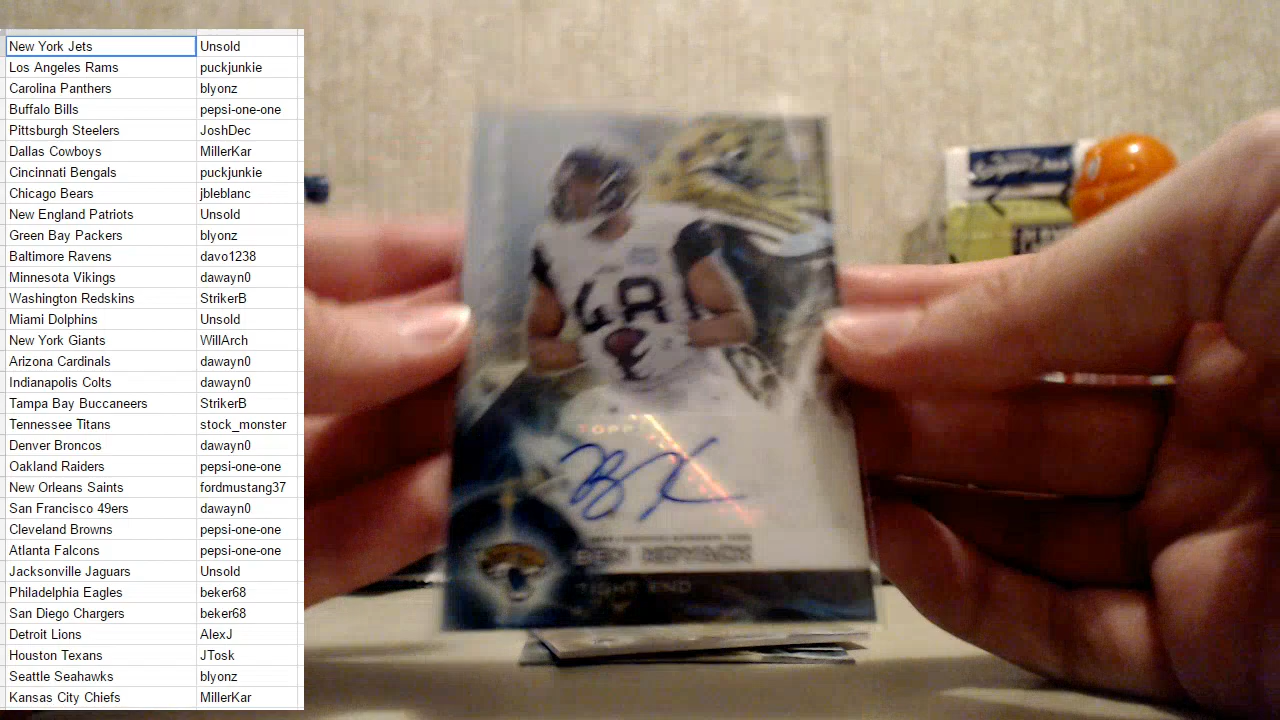 New York Jets Unsold
Los Angeles Rams puckjunkie
Carolina Panthers blyonz
Buffalo Bills pepsi-one-one
Pittsburgh Steelers JoshDec
Dallas Cowboys MillerKar
Cincinnati Bengals puckjunkie
Chicago Bears jbleblanc
New England Patriots Unsold
Green Bay Packers blyonz
Baltimore Ravens davo1238
Minnesota Vikings dawayn0
Washington Redskins StrikerB
Miami Dolphins Unsold
New York Giants WillArch
Arizona Cardinals dawayn0
Indianapolis Colts dawayn0
Tampa Bay Buccaneers StrikerB
Tennessee Titans stock_monster
Denver Broncos dawayn0
Oakland Raiders pepsi-one-one
New Orleans Saints fordmustang37
San Francisco 49ers dawayn0
Cleveland Browns pepsi-one-one
Atlanta Falcons pepsi-one-one
Jacksonville Jaguars Unsold
Philadelphia Eagles beker68
San Diego Chargers beker68
Detroit Lions AlexJ
Houston Texans JTosk
Seattle Seahawks blyonz
Kansas City Chiefs MillerKar
48
TOPPS
BEN KOYACK
TIGHT END